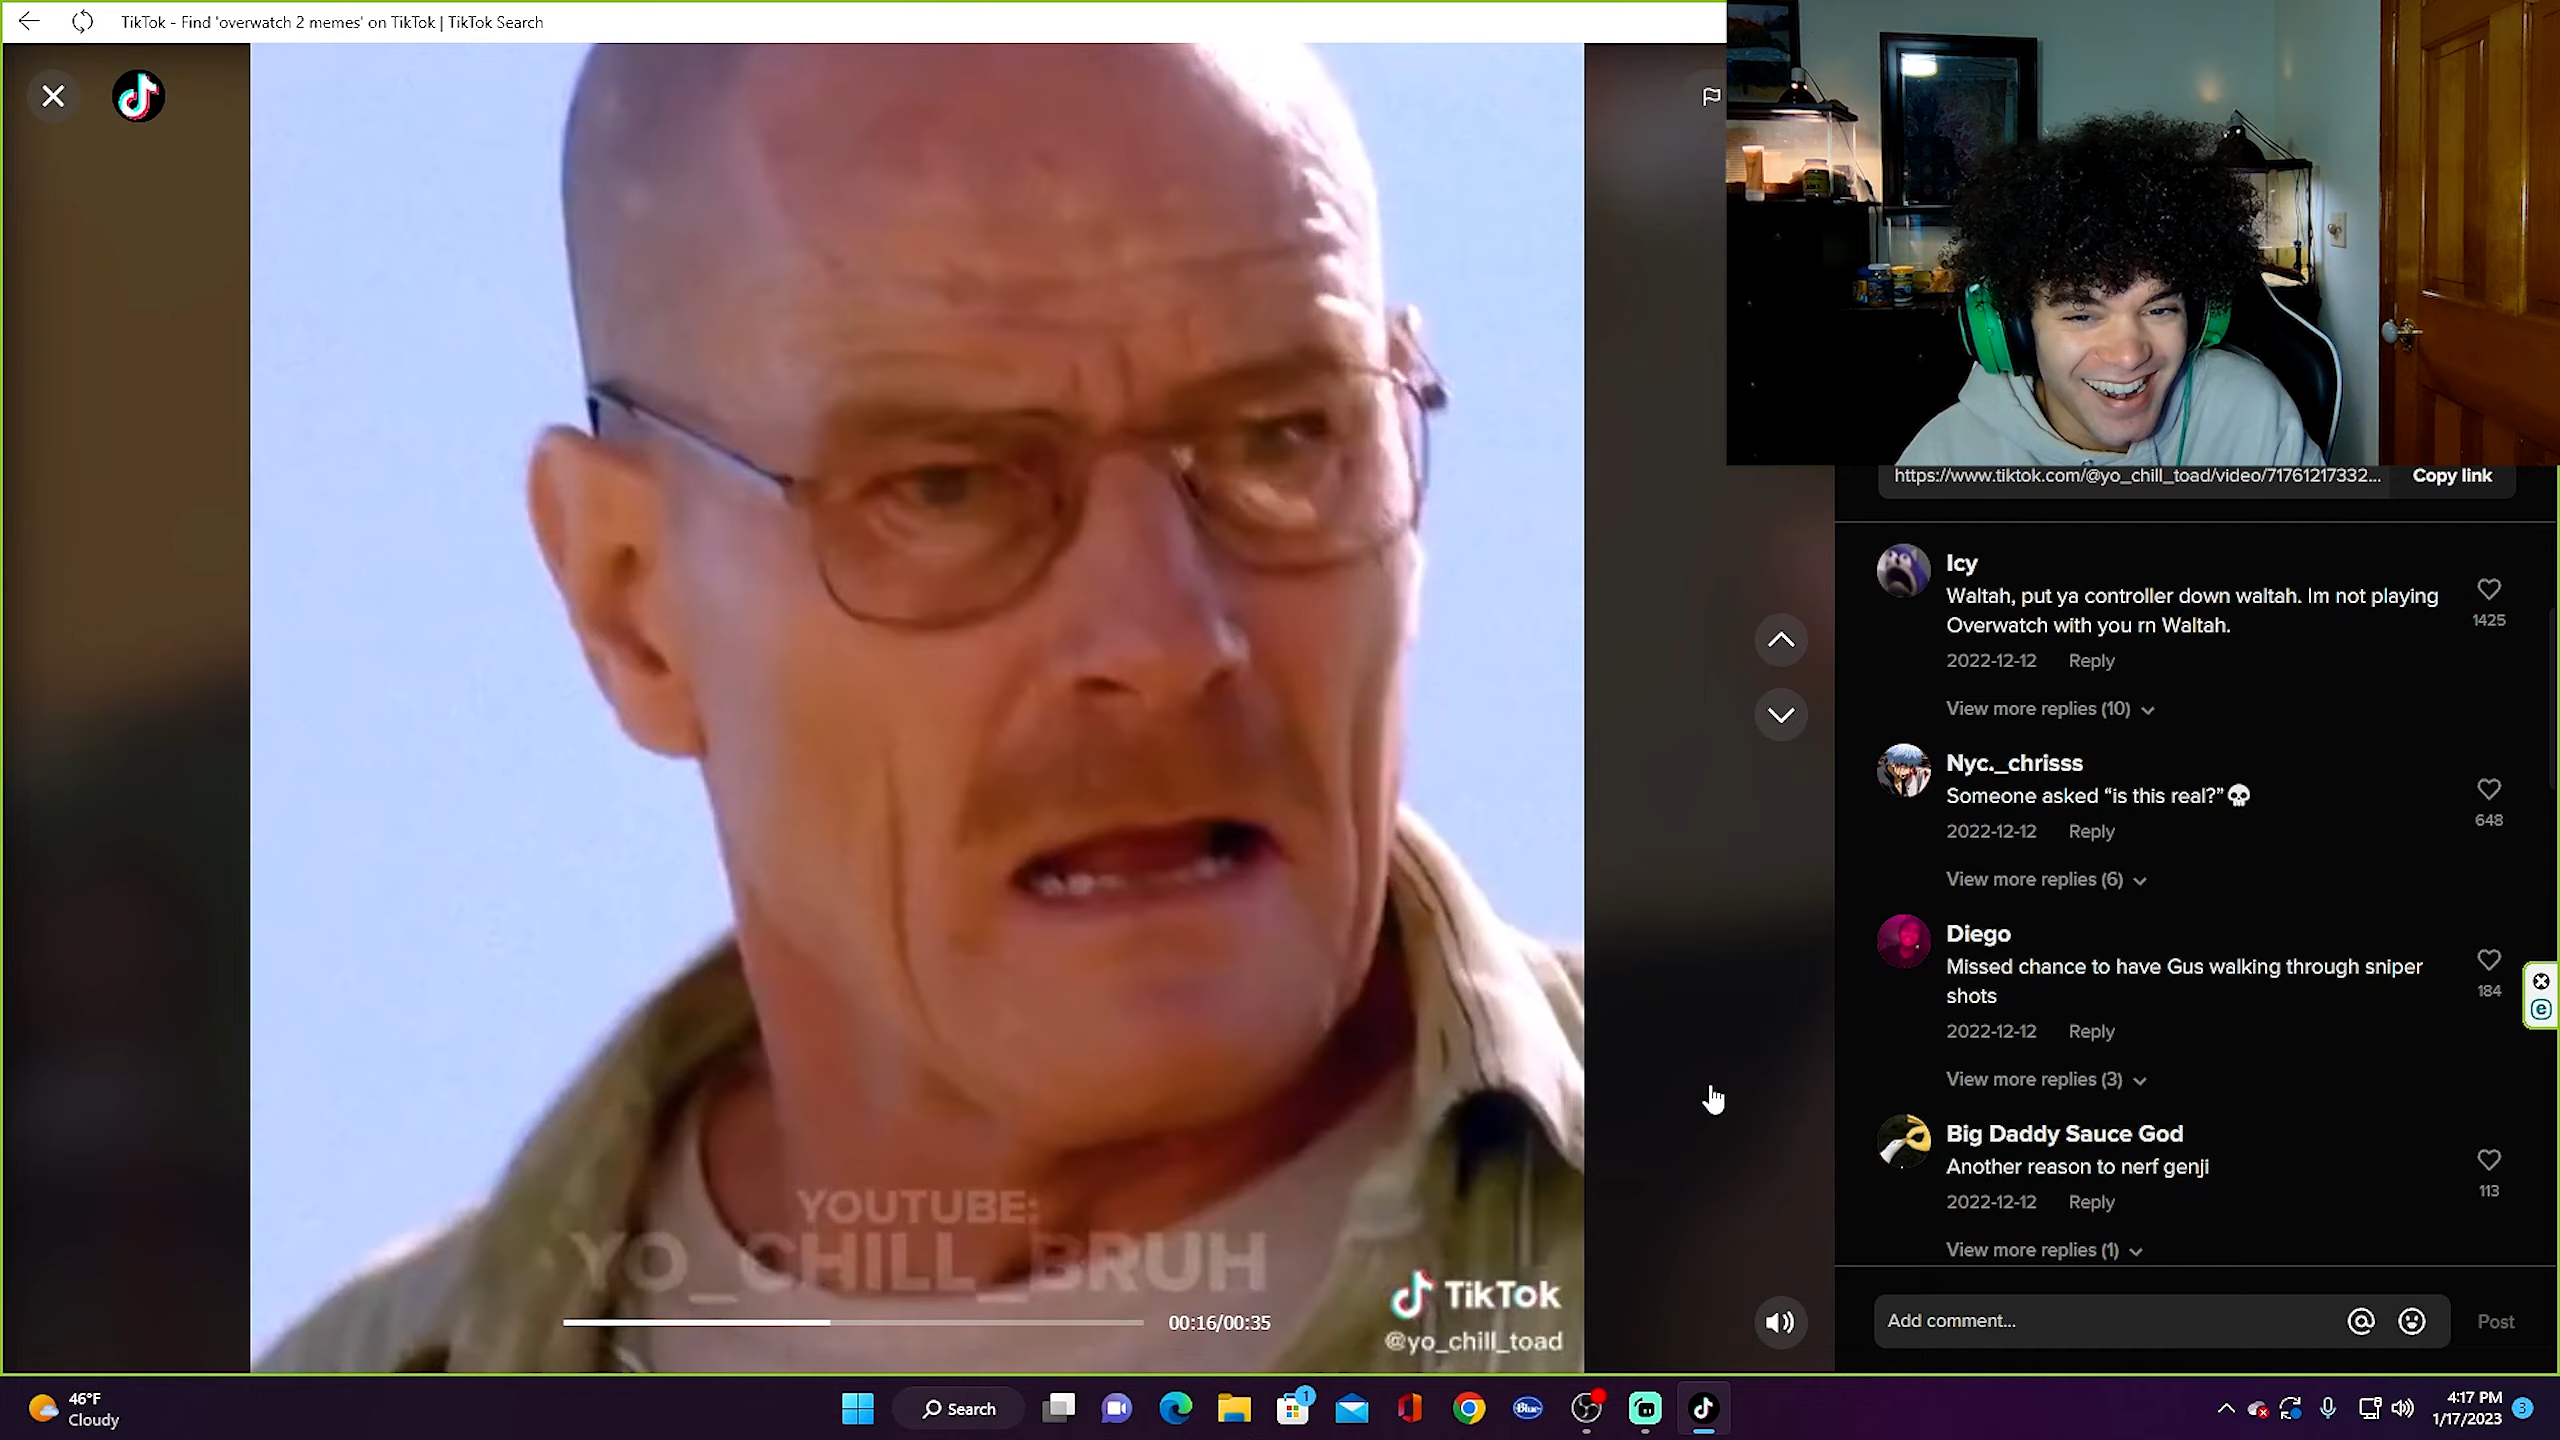 TikTok - Find 'overwatch 2 memes' on TikTok | TikTok Search
https://www.tiktok.com/@yo_chill_toad/video/71761217332...
Copy link
Icy
Waltah, put ya controller down waltah. Im not playing
Overwatch with you rn Waltah.
1425
2022-12-12 Reply
View more replies (10)
Nyc._chrisss
Someone asked “is this real?”💀
648
2022-12-12 Reply
View more replies (6)
Diego
Missed chance to have Gus walking through sniper
shots
184
2022-12-12 Reply
View more replies (3)
Big Daddy Sauce God
Another reason to nerf genji
113
2022-12-12 Reply
View more replies (1)
Add comment...
Post
YOUTUBE:
YO_CHILL_BRUH
00:16/00:35
TikTok
@yo_chill_toad
46°F
Cloudy
Search
1
Blue
4:17 PM
1/17/2023
3